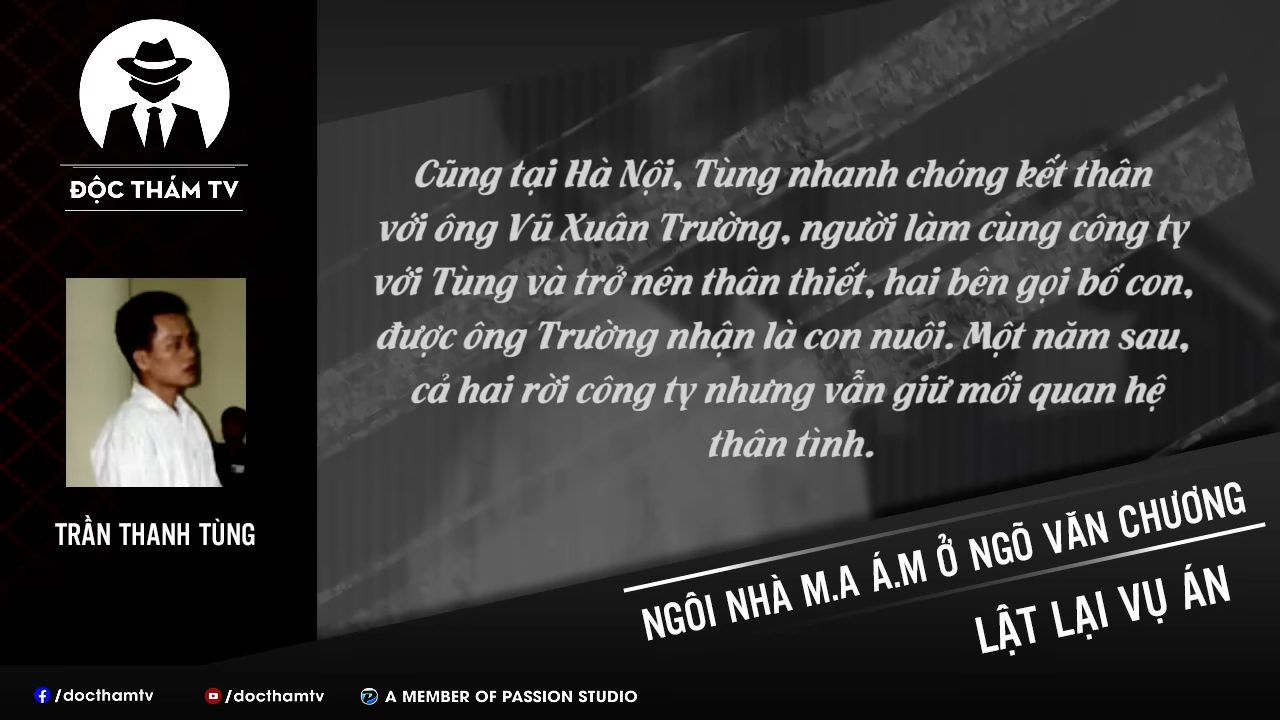 ĐỘC THÁM TV
TRẦN THANH TÙNG
Cũng tại Hà Nội, Tùng nhanh chóng kết thân
với ông Vũ Xuân Trường, người làm cùng công ty
với Tùng và trở nên thân thiết, hai bên gọi bố con,
được ông Trường nhận là con nuôi. Một năm sau,
cả hai rời công ty nhưng vẫn giữ mối quan hệ
thân tình.
NGÔI NHÀ M.A Á.M Ở NGÕ VĂN CHƯƠNG
LẬT LẠI VỤ ÁN
/docthamtv
/docthamtv
A MEMBER OF PASSION STUDIO